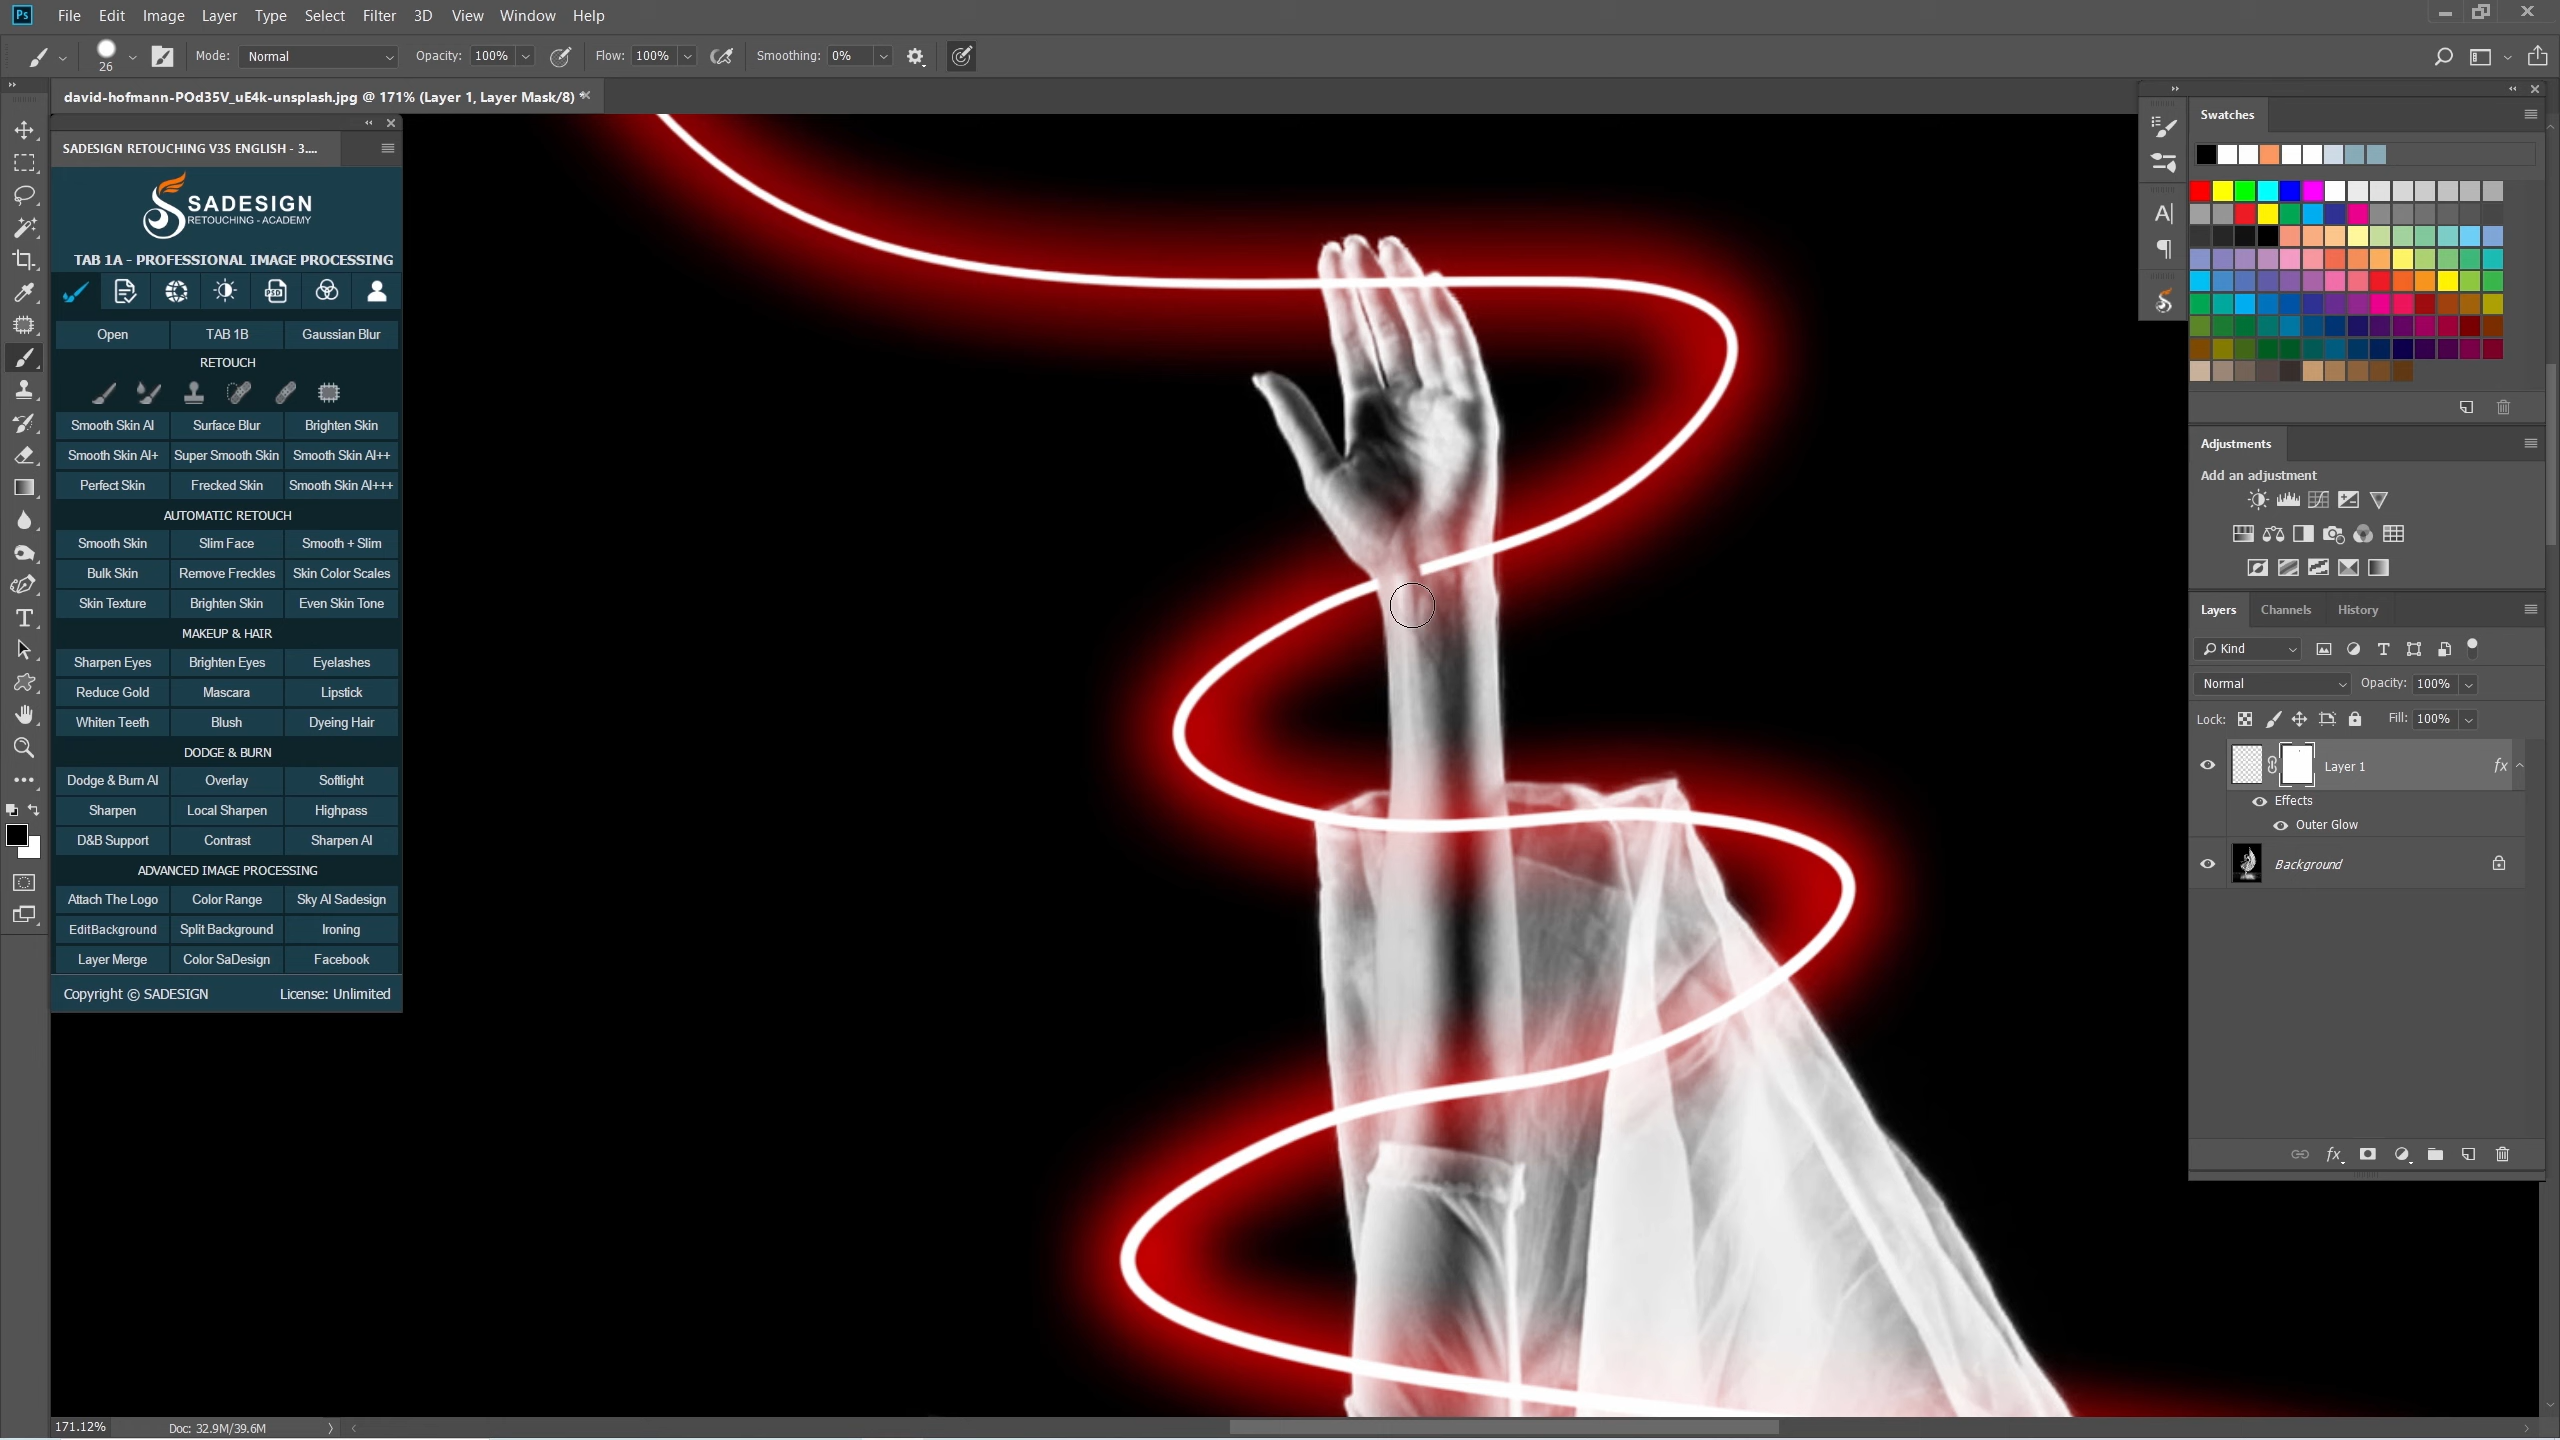 Ps File Edit Image Layer Type Select Filter 3D View Window Help
26 Mode: Normal Opacity: 100% Flow: 100% Smoothing: 0%
david-hofmann-POd35V_uE4k-unsplash.jpg @ 171% (Layer 1, Layer Mask/8) *
SADESIGN RETOUCHING V3S ENGLISH - 3....
SADESIGN
RETOUCHING - ACADEMY
TAB 1A - PROFESSIONAL IMAGE PROCESSING
Open TAB 1B Gaussian Blur
RETOUCH
Smooth Skin AI Surface Blur Brighten Skin
Smooth Skin AI+ Super Smooth Skin Smooth Skin AI++
Perfect Skin Frecked Skin Smooth Skin AI+++
AUTOMATIC RETOUCH
Smooth Skin Slim Face Smooth + Slim
Bulk Skin Remove Freckles Skin Color Scales
Skin Texture Brighten Skin Even Skin Tone
MAKEUP & HAIR
Sharpen Eyes Brighten Eyes Eyelashes
Reduce Gold Mascara Lipstick
Whiten Teeth Blush Dyeing Hair
DODGE & BURN
Dodge & Burn AI Overlay Softlight
Sharpen Local Sharpen Highpass
D&B Support Contrast Sharpen AI
ADVANCED IMAGE PROCESSING
Attach The Logo Color Range Sky AI Sadesign
EditBackground Split Background Ironing
Layer Merge Color SaDesign Facebook
Copyright © SADESIGN License: Unlimited
171.12% Doc: 32.9M/39.6M
Swatches
Adjustments
Add an adjustment
Layers Channels History
Kind
Normal Opacity: 100%
Lock: Fill: 100%
Layer 1 fx
Effects
Outer Glow
Background
fx